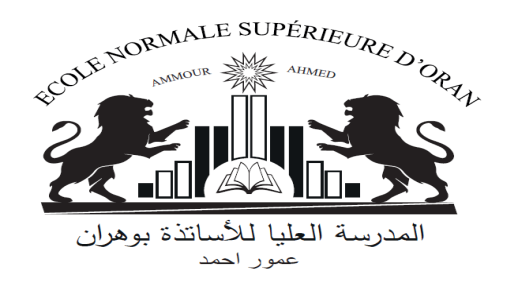 ECOLE NORMALE SUPÉRIEURE D'ORAN
AMMOUR AHMED
المدرسة العليا للأساتذة بوهران
عمور احمد